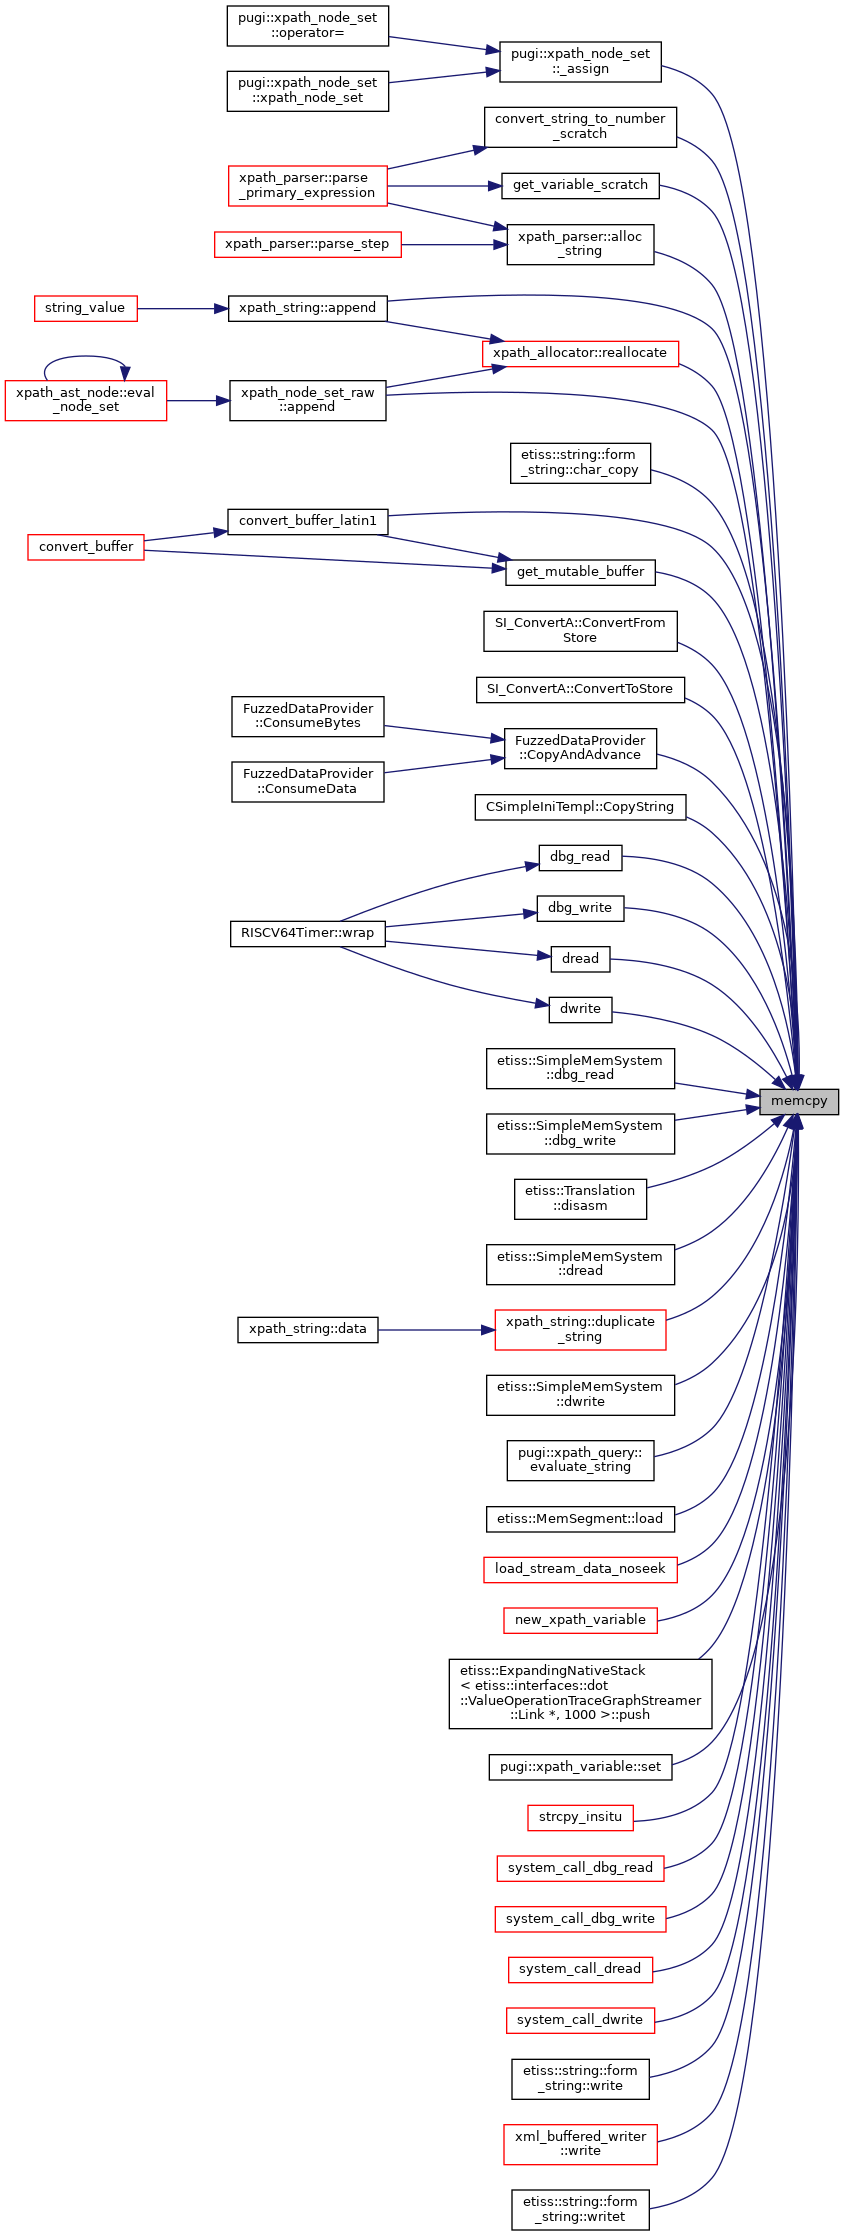 pugi::xpath_node_set
::operator=
pugi::xpath_node_set
::_assign
pugi::xpath_node_set
::xpath_node_set
convert_string_to_number
_scratch
xpath_parser::parse
_primary_expression
get_variable_scratch
xpath_parser::alloc
_string
xpath_parser::parse_step
string_value
xpath_string::append
xpath_allocator::reallocate
xpath_ast_node::eval
_node_set
xpath_node_set_raw
::append
etiss::string::form
_string::char_copy
convert_buffer_latin1
convert_buffer
get_mutable_buffer
SI_ConvertA::ConvertFrom
Store
SI_ConvertA::ConvertToStore
FuzzedDataProvider
::ConsumeBytes
FuzzedDataProvider
::CopyAndAdvance
FuzzedDataProvider
::ConsumeData
CSimpleIniTempl::CopyString
dbg_read
dbg_write
RISCV64Timer::wrap
dread
dwrite
etiss::SimpleMemSystem
::dbg_read
memcpy
etiss::SimpleMemSystem
::dbg_write
etiss::Translation
::disasm
etiss::SimpleMemSystem
::dread
xpath_string::data
xpath_string::duplicate
_string
etiss::SimpleMemSystem
::dwrite
pugi::xpath_query::
evaluate_string
etiss::MemSegment::load
load_stream_data_noseek
new_xpath_variable
etiss::ExpandingNativeStack
< etiss::interfaces::dot
::ValueOperationTraceGraphStreamer
::Link *, 1000 >::push
pugi::xpath_variable::set
strcpy_insitu
system_call_dbg_read
system_call_dbg_write
system_call_dread
system_call_dwrite
etiss::string::form
_string::write
xml_buffered_writer
::write
etiss::string::form
_string::writet